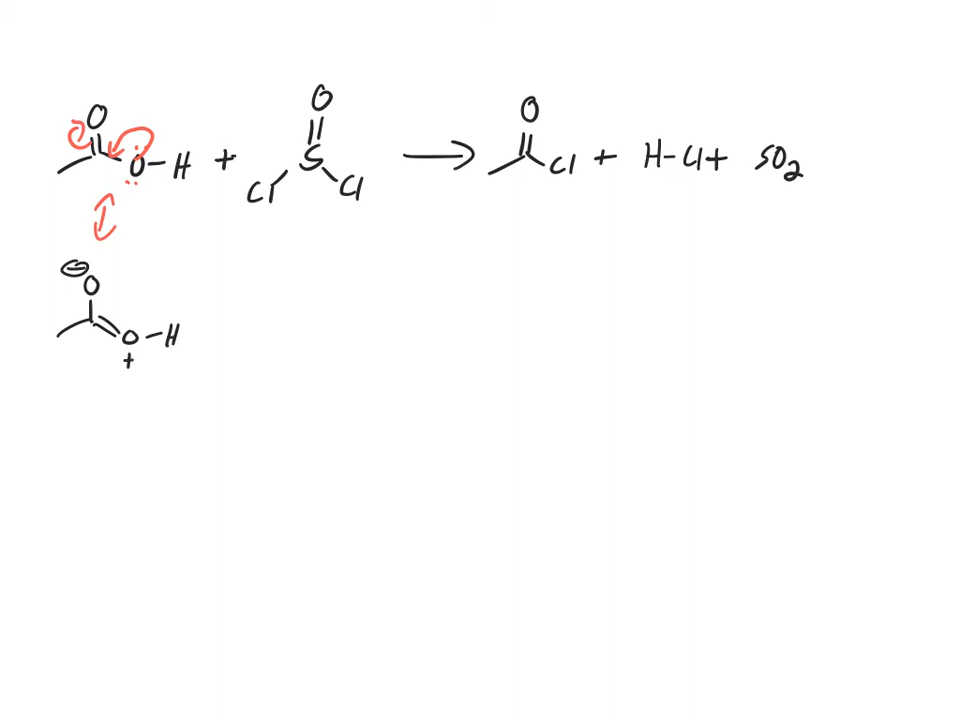 O O O
O-H + S → Cl + H-Cl + SO2
Cl Cl
⊖
O
O-H
+